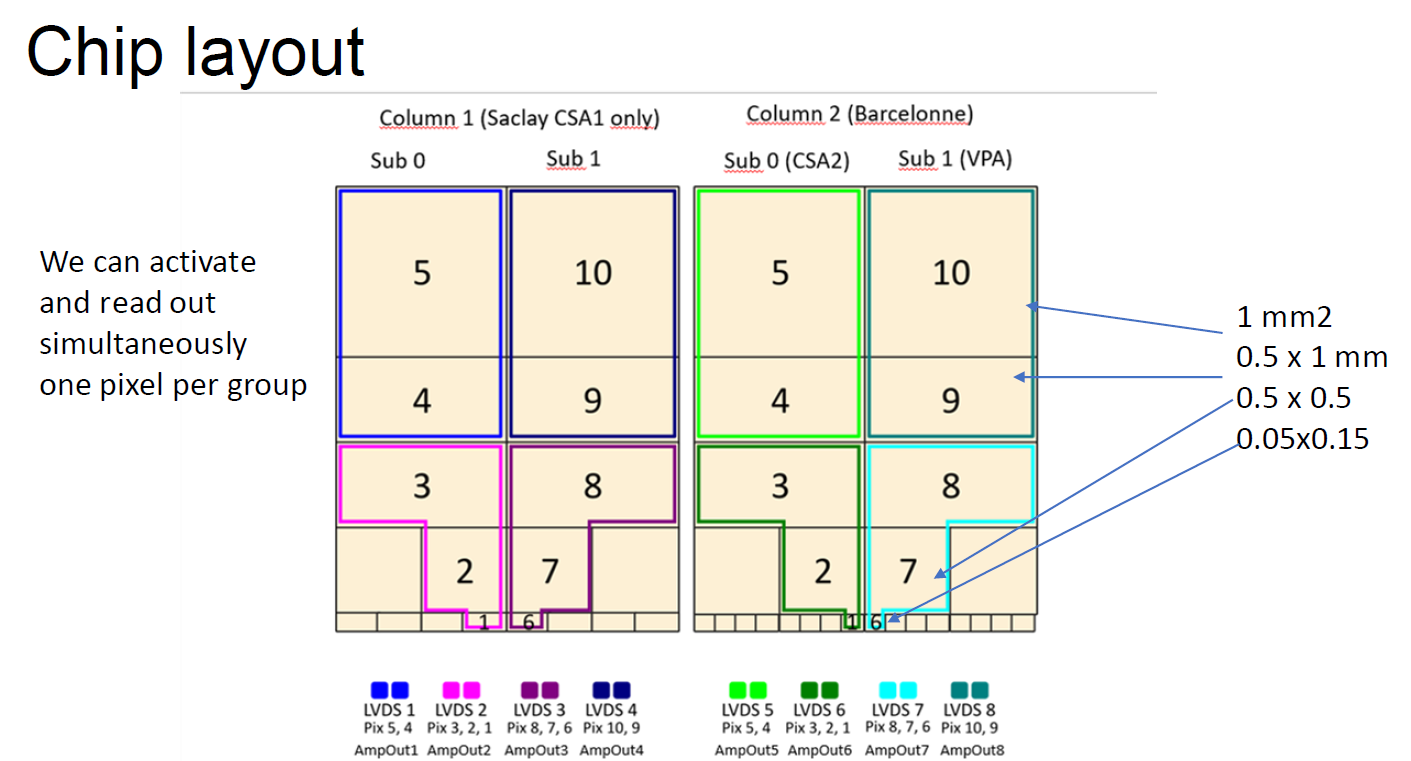 Chip layout
Column 1 (Saclay CSA1 only)
Column 2 (Barcelonne)
Sub 0
Sub 1
Sub 0 (CSA2)
Sub 1 (VPA)
We can activate
and read out
simultaneously
one pixel per group
5
10
5
10
4
9
4
9
3
8
3
8
2
7
2
7
1
6
1
6
1 mm2
0.5 x 1 mm
0.5 x 0.5
0.05x0.15
LVDS 1
LVDS 2
LVDS 3
LVDS 4
LVDS 5
LVDS 6
LVDS 7
LVDS 8
Pix 5, 4
Pix 3, 2, 1
Pix 8, 7, 6
Pix 10, 9
Pix 5, 4
Pix 3, 2, 1
Pix 8, 7, 6
Pix 10, 9
AmpOut1
AmpOut2
AmpOut3
AmpOut4
AmpOut5
AmpOut6
AmpOut7
AmpOut8